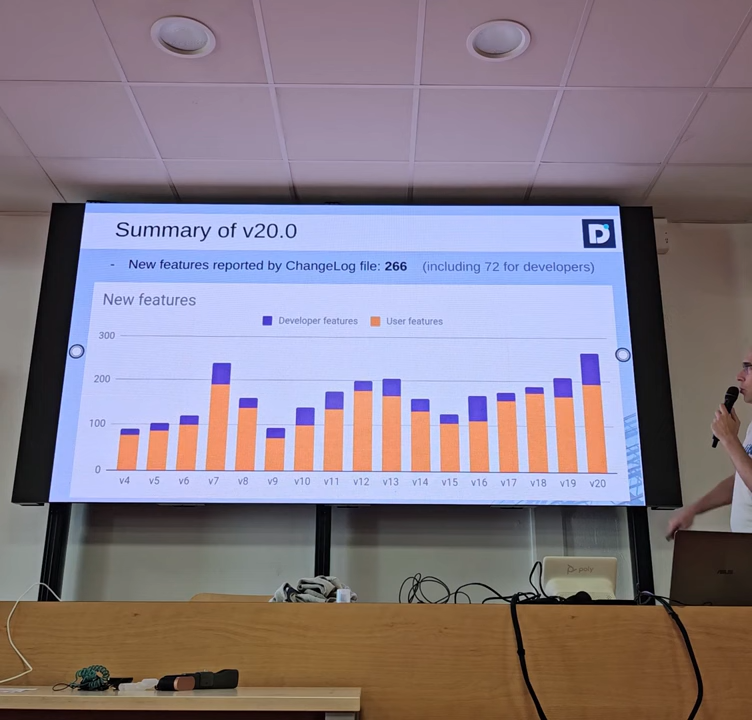 Summary of v20.0
D
- New features reported by ChangeLog file: 266 (including 72 for developers)
New features
Developer features User features
300
200
100
0
v4 v5 v6 v7 v8 v9 v10 v11 v12 v13 v14 v15 v16 v17 v18 v19 v20
poly
ASUS